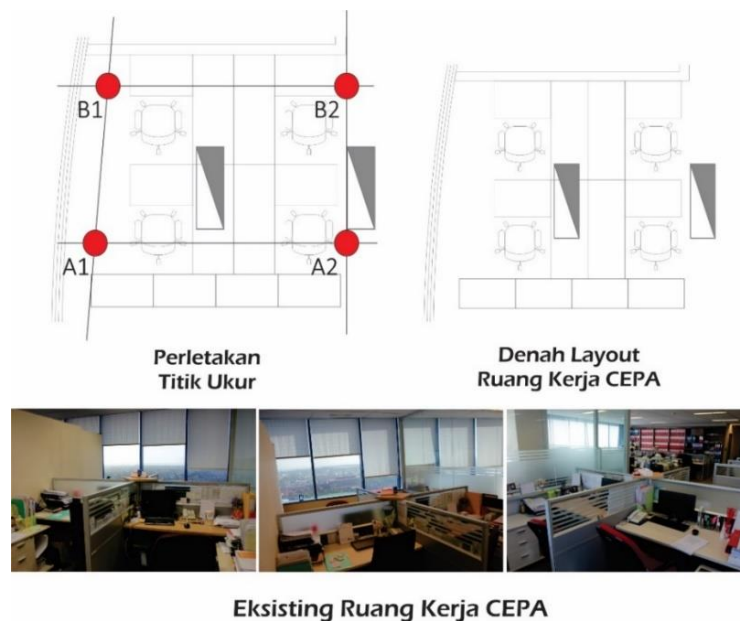 B1
B2
A1
A2
Perletakan
Titik Ukur
Denah Layout
Ruang Kerja CEPA
Eksisting Ruang Kerja CEPA